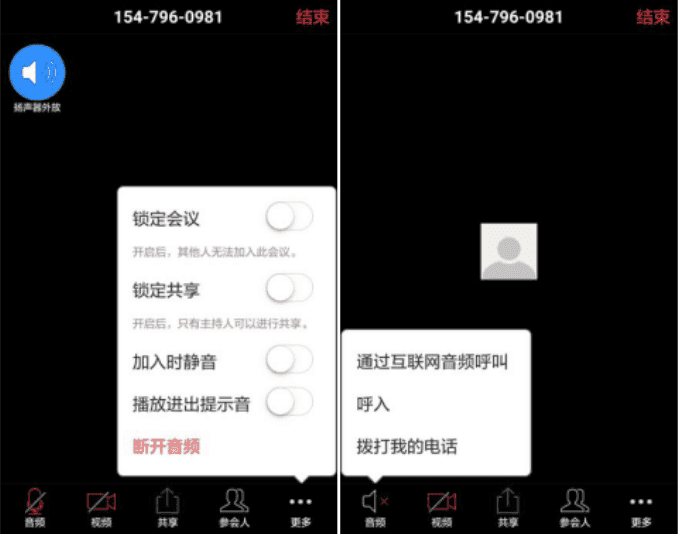 154-796-0981
结束
扬声器外放
锁定会议
开启后，其他人无法加入此会议。
锁定共享
开启后，只有主持人可以进行共享。
加入时静音
播放进出提示音
断开音频
音频
视频
共享
参会人
更多
154-796-0981
结束
通过互联网音频呼叫
呼入
拨打我的电话
音频
视频
共享
参会人
更多